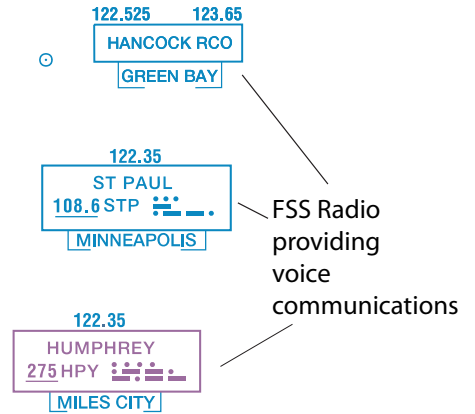 122.525 123.65
HANCOCK RCO
GREEN BAY
122.35
ST PAUL
108.6 STP
MINNEAPOLIS
FSS Radio
providing
voice
communications
122.35
HUMPHREY
275 HPY
MILES CITY